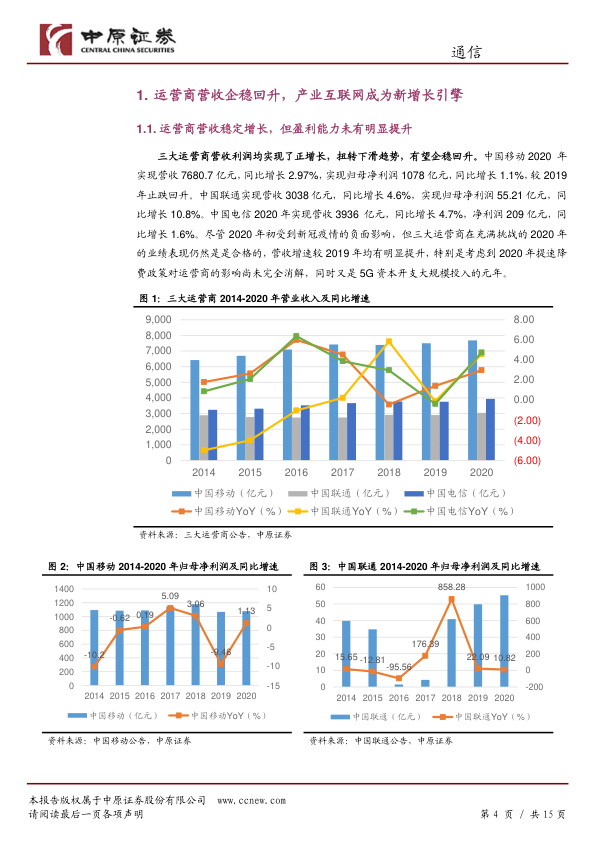 中原证券
CENTRAL CHINA SECURITIES
通信
1. 运营商营收企稳回升，产业互联网成为新增长引擎
1.1. 运营商营收稳定增长，但盈利能力未有明显提升
三大运营商营收利润均实现了正增长，扭转下滑趋势，有望企稳回升。中国移动 2020 年
实现营收 7680.7 亿元，同比增长 2.97%，实现归母净利润 1078 亿元，同比增长 1.1%，较 2019
年止跌回升。中国联通实现营收 3038 亿元，同比增长 4.6%，实现归母净利润 55.21 亿元，同
比增长 10.8%。中国电信 2020 年实现营收 3936 亿元，同比增长 4.7%，净利润 209 亿元，同
比增长 1.6%。尽管 2020 年初受到新冠疫情的负面影响，但三大运营商在充满挑战的 2020 年
的业绩表现仍然是是合格的，营收增速较 2019 年均有明显提升，特别是考虑到 2020 年提速降
费政策对运营商的影响尚未完全消解，同时又是 5G 资本开支大规模投入的元年。
图 1：三大运营商 2014-2020 年营业收入及同比增速
9,000 8.00
8,000 6.00
7,000 4.00
6,000 2.00
5,000 0.00
4,000 (2.00)
3,000 (4.00)
2,000 (6.00)
1,000
0
2014 2015 2016 2017 2018 2019 2020
中国移动（亿元） 中国联通（亿元） 中国电信（亿元）
中国移动YoY（%） 中国联通YoY（%） 中国电信YoY（%）
资料来源：三大运营商公告，中原证券
图 2：中国移动 2014-2020 年归母净利润及同比增速
1400 10
1200 5
1000 0
800 -5
600 -10
400 -15
200
0
-10.2 -0.62 0.19 5.09 3.06 -9.46 1.13
2014 2015 2016 2017 2018 2019 2020
中国移动（亿元） 中国移动YoY（%）
资料来源：中国移动公告，中原证券
图 3：中国联通 2014-2020 年归母净利润及同比增速
60 1000
50 800
40 600
30 400
20 200
10 0
0 -200
15.65 -12.81 -95.56 176.39 858.28 22.09 10.82
2014 2015 2016 2017 2018 2019 2020
中国联通（亿元） 中国联通YoY（%）
资料来源：中国联通公告，中原证券
本报告版权属于中原证券股份有限公司 www.ccnew.com
请阅读最后一页各项声明 第 4 页 / 共 15 页